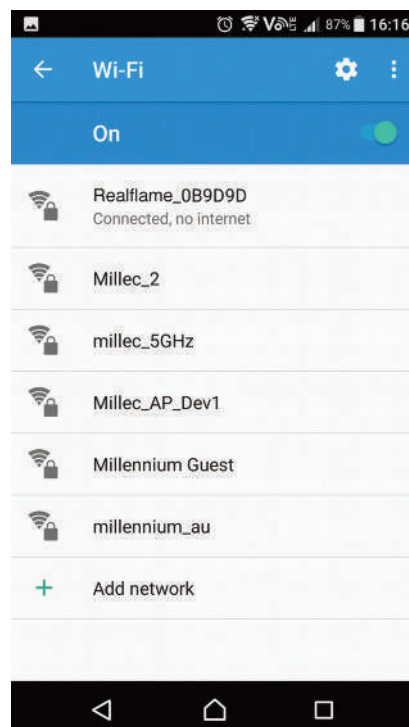 87% 16:16
Wi-Fi
On
Realflame_0B9D9D
Connected, no internet
Millec_2
millec_5GHz
Millec_AP_Dev1
Millennium Guest
millennium_au
Add network